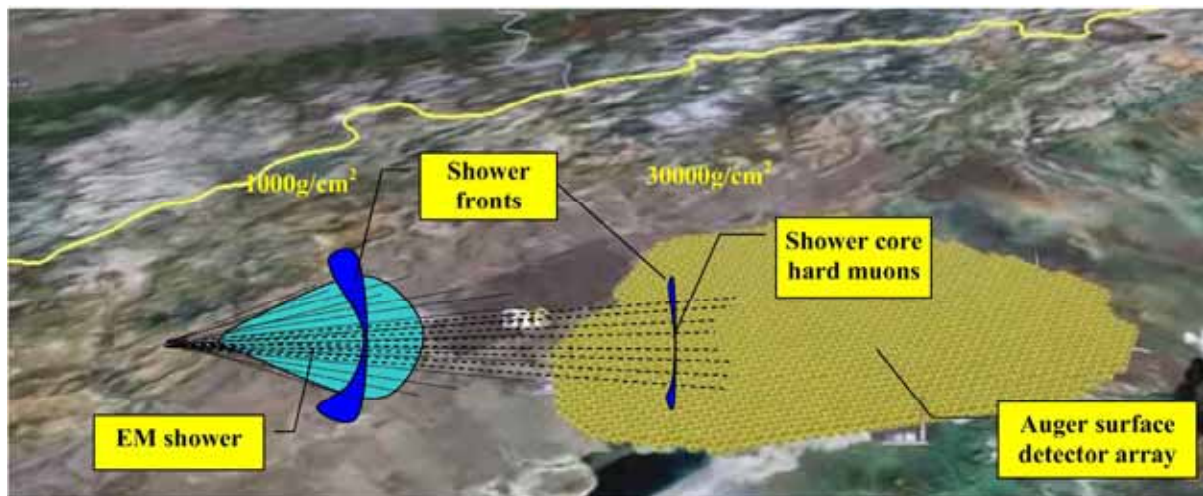 1000g/cm²
Shower
fronts
30000g/cm²
Shower core
hard muons
EM shower
Auger surface
detector array